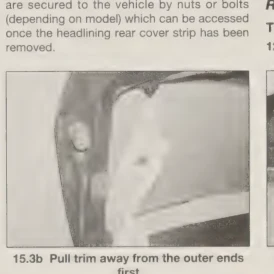 are secured to the vehicle by nuts or bolts
(depending on model) which can be accessed
once the headlining rear cover strip has been
removed.
R
T
1
15.3b Pull trim away from the outer ends
first